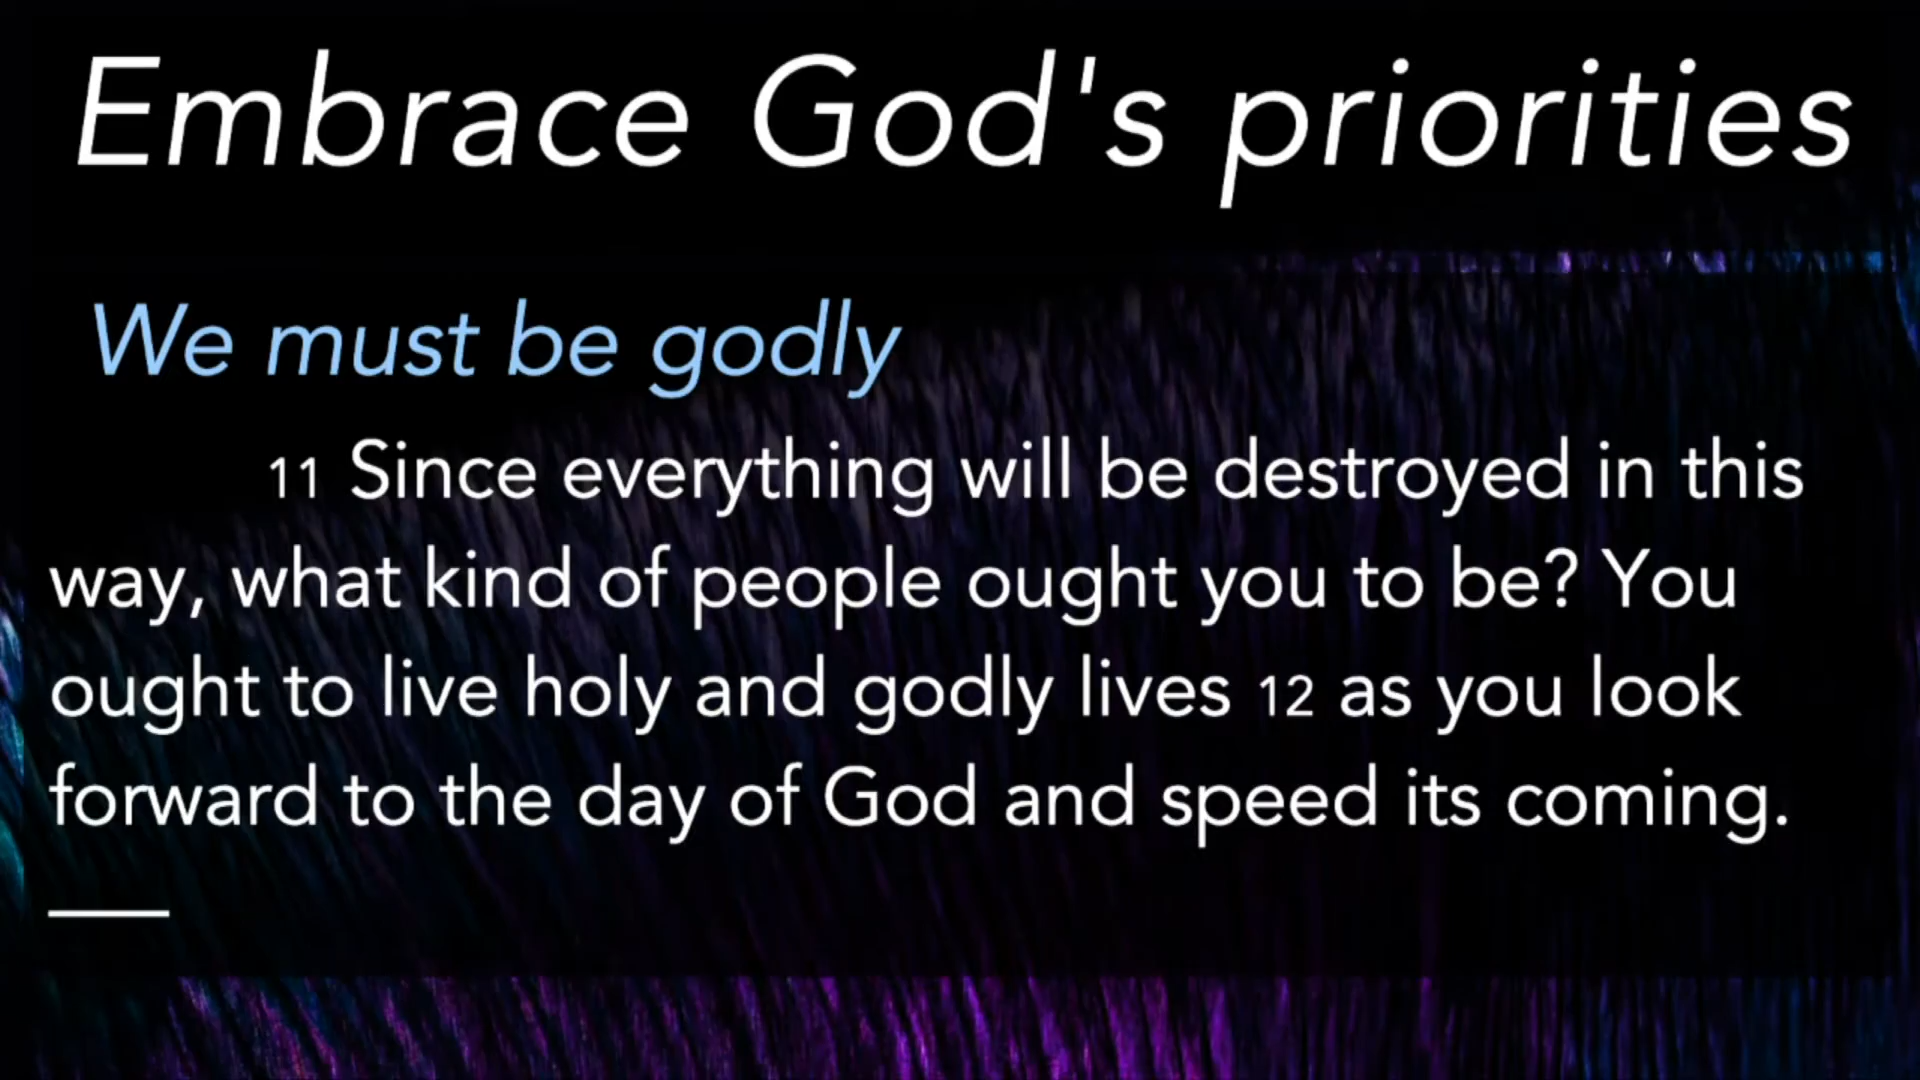 Embrace God's priorities
We must be godly
11 Since everything will be destroyed in this
way, what kind of people ought you to be? You
ought to live holy and godly lives 12 as you look
forward to the day of God and speed its coming.